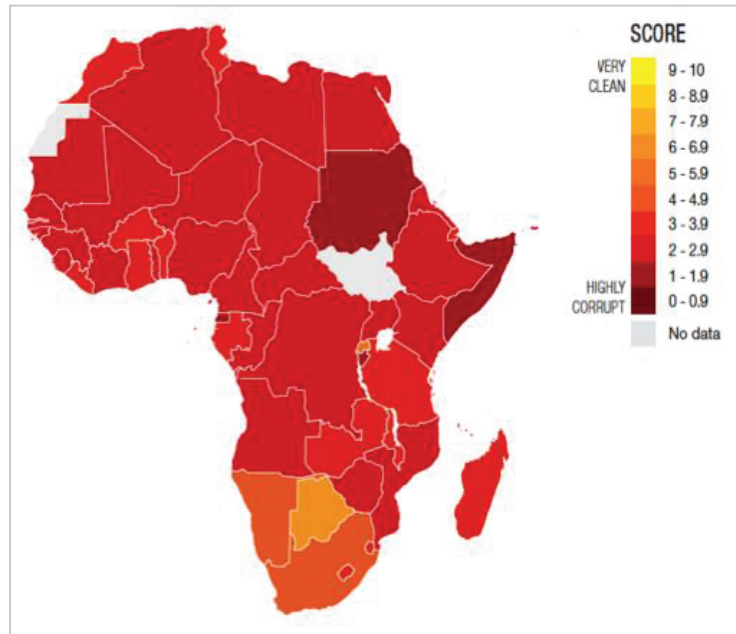 SCORE
VERY
CLEAN
9 - 10
8 - 8.9
7 - 7.9
6 - 6.9
5 - 5.9
4 - 4.9
3 - 3.9
2 - 2.9
1 - 1.9
0 - 0.9
HIGHLY
CORRUPT
No data